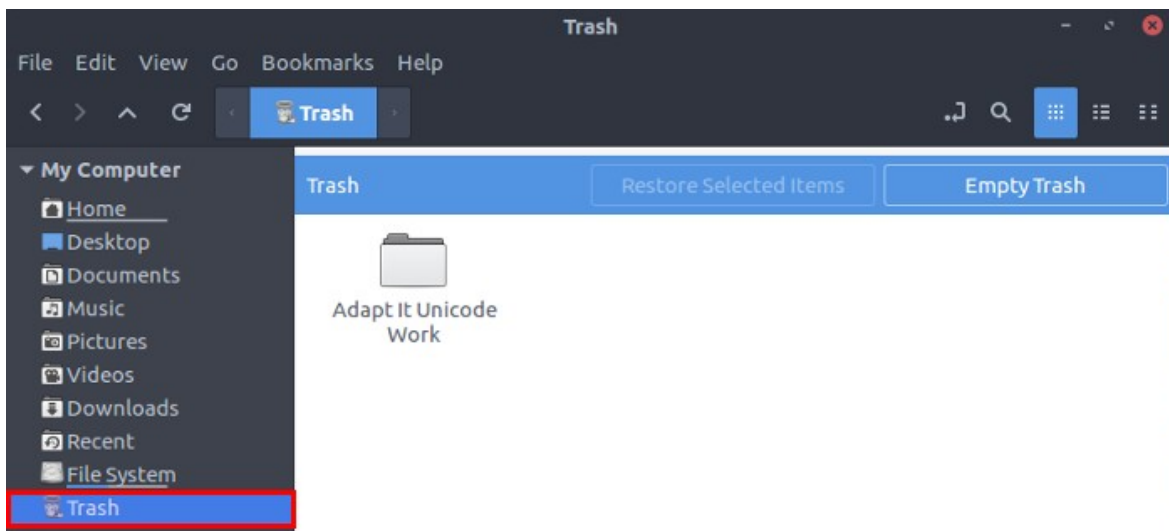 Trash
File Edit View Go Bookmarks Help
Trash
My Computer
Trash Restore Selected Items Empty Trash
Home
Desktop
Documents
Music
Pictures
Videos
Downloads
Recent
File System
Trash
Adapt It Unicode
Work